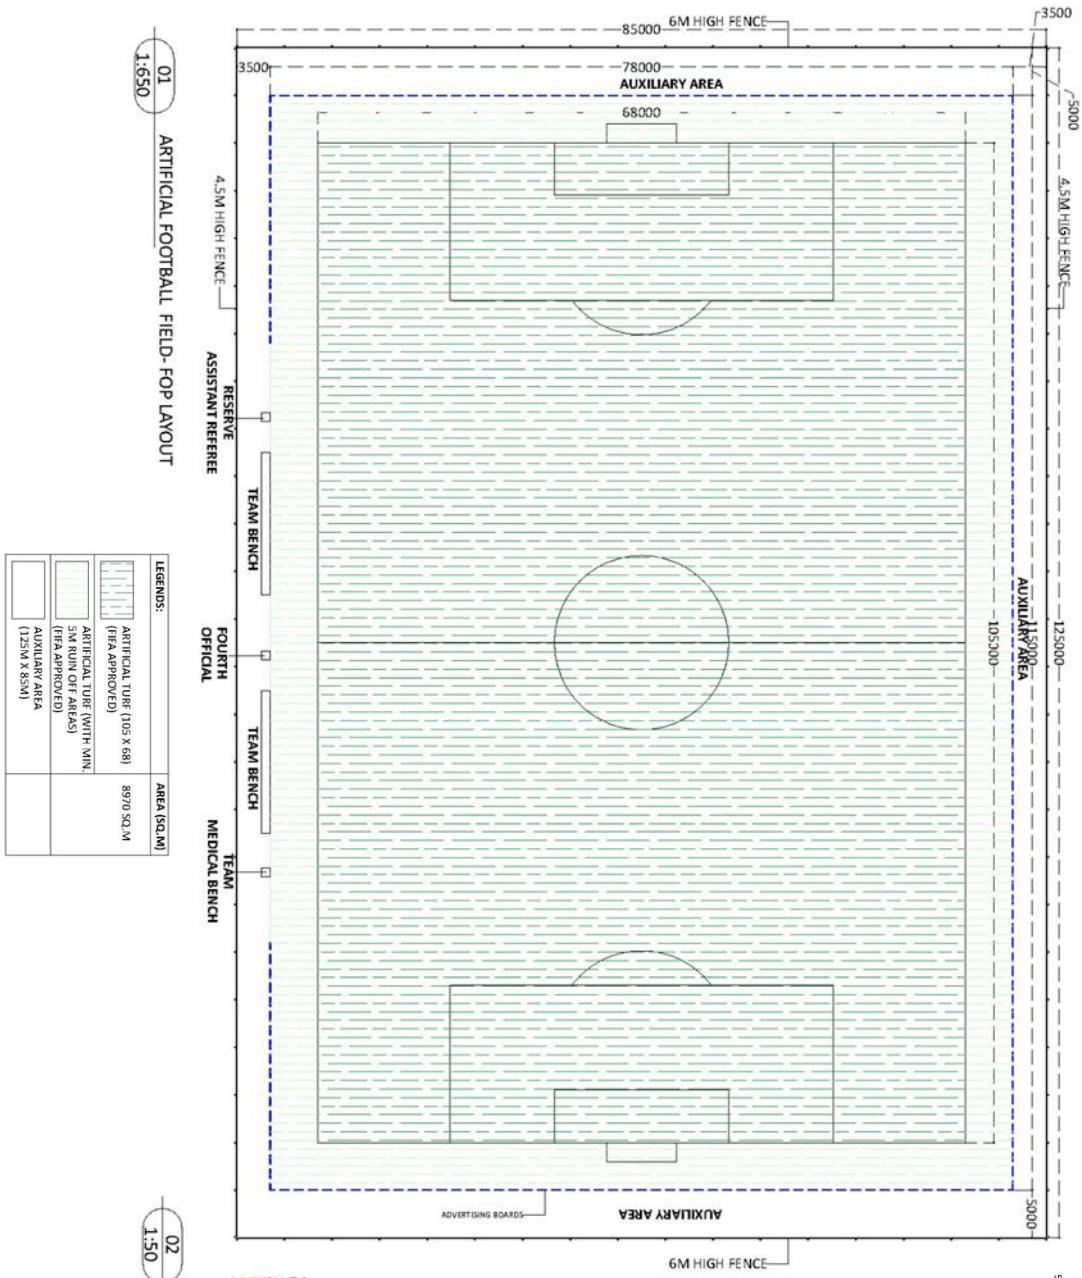 6M HIGH FENCE
3500
85000
3500
78000
AUXILIARY AREA
5000
68000
4.5M HIGH FENCE
4.5M HIGH FENCE
01
1:650
ARTIFICIAL FOOTBALL FIELD- FOP LAYOUT
RESERVE
ASSISTANT REFEREE
TEAM BENCH
FOURTH
OFFICIAL
TEAM BENCH
TEAM
MEDICAL BENCH
AUXILIARY AREA
115000
125000
105300
LEGENDS:
AREA (SQ.M)
ARTIFICIAL TURF (105 X 68)
(FIFA APPROVED)
8970 SQ.M
ARTIFICIAL TURF (WITH MIN.
5M RUIN OFF AREAS)
(FIFA APPROVED)
AUXILIARY AREA
(125M X 85M)
ADVERTISING BOARDS
AUXILIARY AREA
5000
6M HIGH FENCE
02
1:50